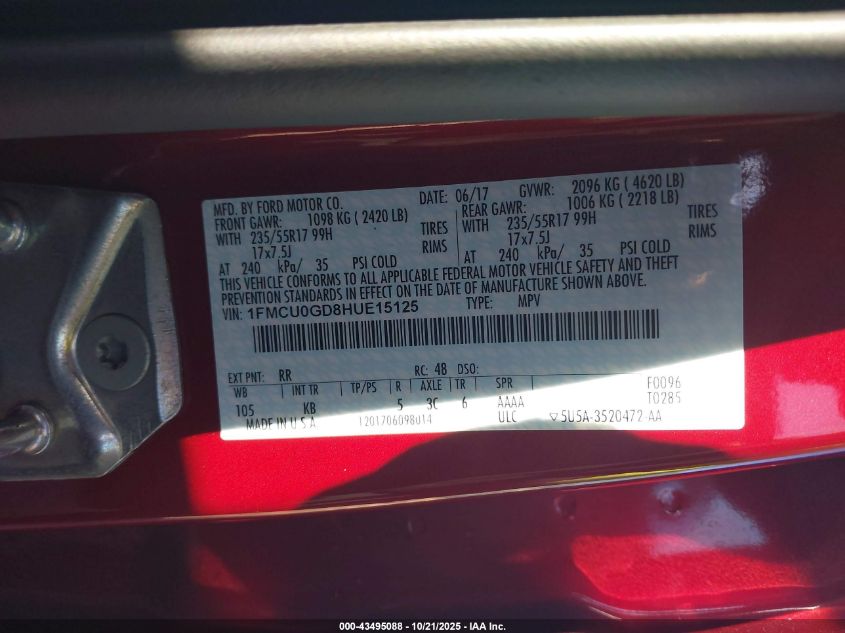 MFD. BY FORD MOTOR CO. DATE: 06/17 GVWR: 2096 KG ( 4620 LB)
FRONT GAWR: 1098 KG ( 2420 LB) REAR GAWR: 1006 KG ( 2218 LB)
WITH 235/55R17 99H TIRES WITH 235/55R17 99H TIRES
17x7.5J RIMS 17x7.5J RIMS
AT 240 kPa/ 35 PSI COLD AT 240 kPa/ 35 PSI COLD
THIS VEHICLE CONFORMS TO ALL APPLICABLE FEDERAL MOTOR VEHICLE SAFETY AND THEFT
PREVENTION STANDARDS IN EFFECT ON THE DATE OF MANUFACTURE SHOWN ABOVE.
VIN: 1FMCU0GD8HUE15125 TYPE: MPV
EXT PNT: RR RC: 48 DSO: F0096
WB INT TR TP/PS R AXLE TR SPR T0285
105 KB 5 3C 6 AAAA
MADE IN U.S.A. 1201706098014 ULC ▽5U5A-3520472-AA
000-43495088 - 10/21/2025 - IAA Inc.